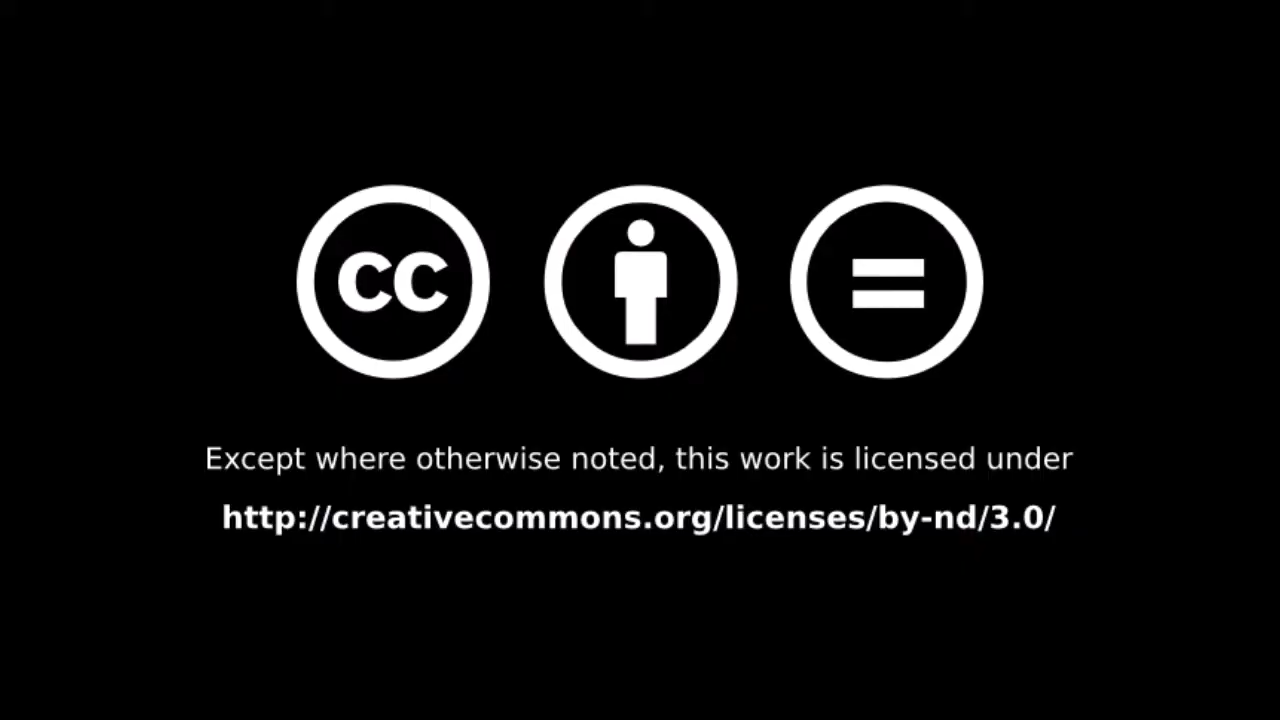 cc
Except where otherwise noted, this work is licensed under
http://creativecommons.org/licenses/by-nd/3.0/